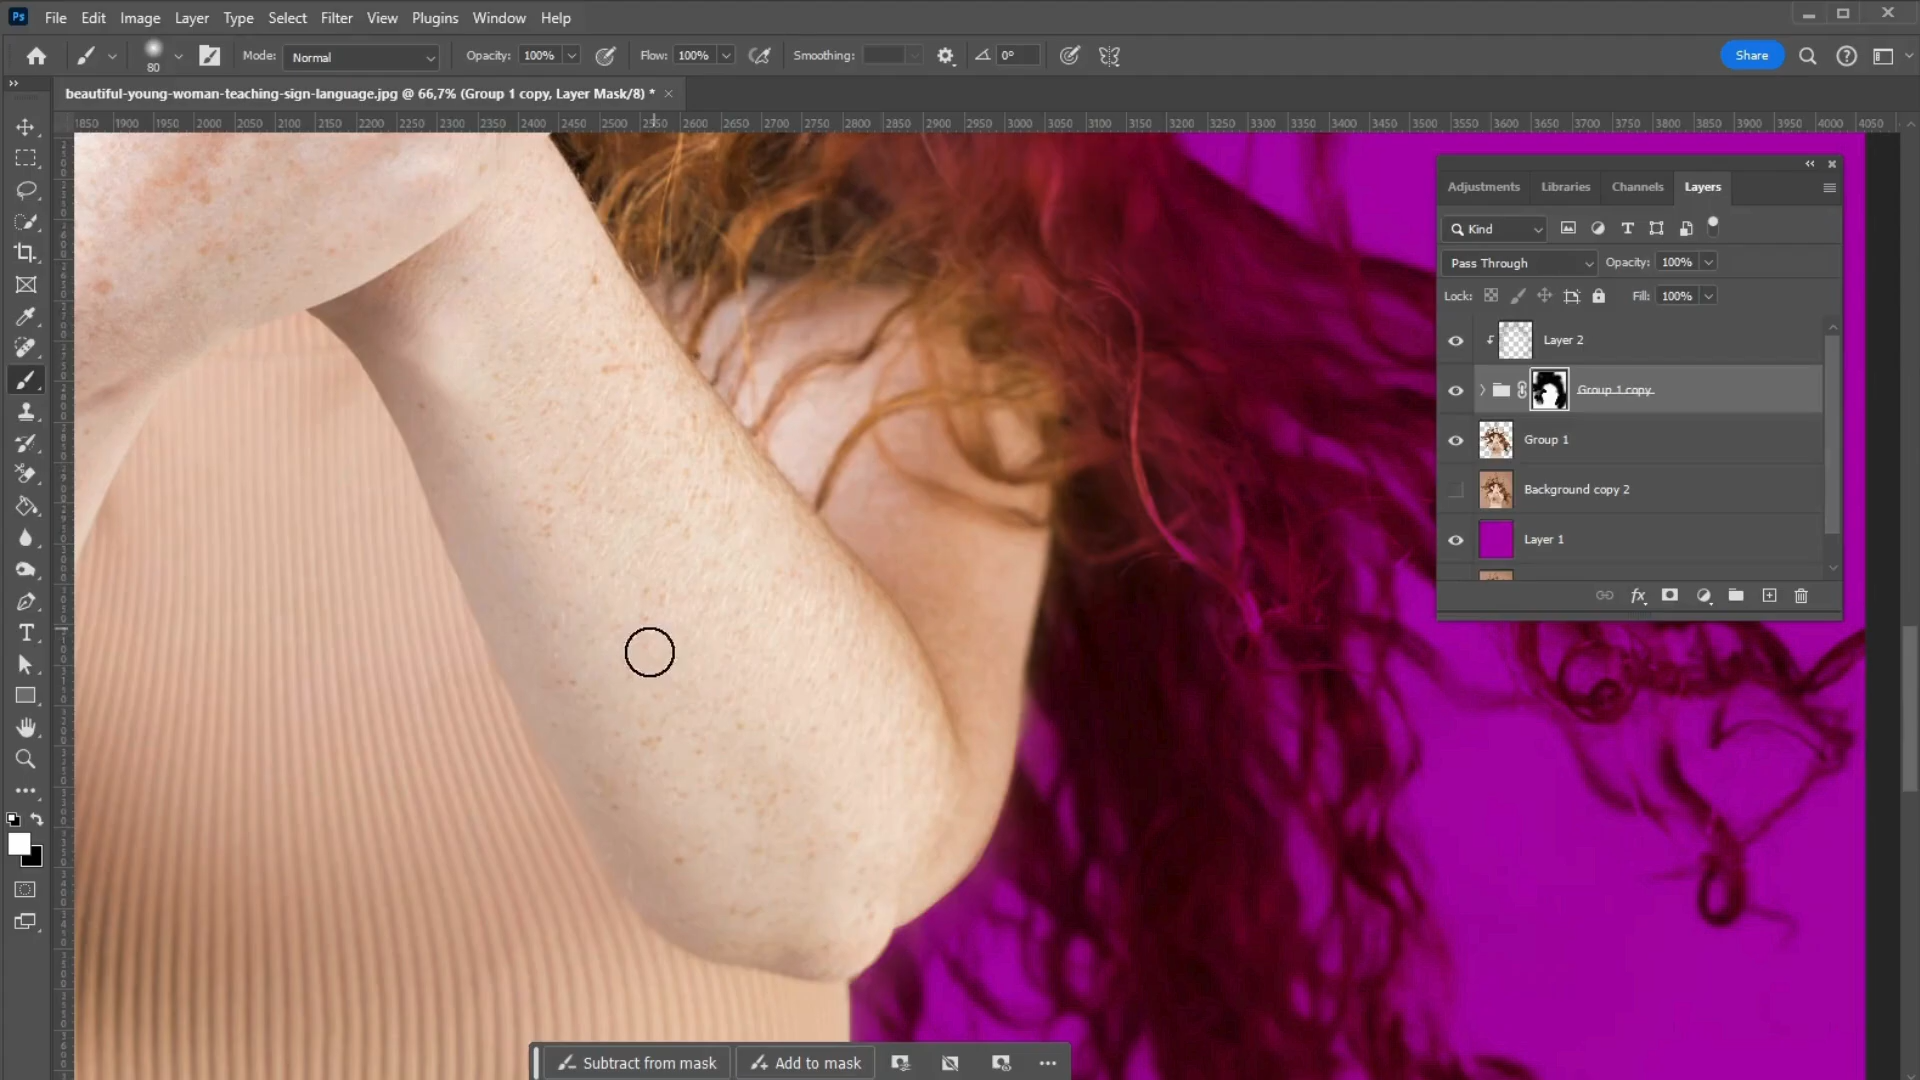 Ps File Edit Image Layer Type Select Filter View Plugins Window Help
80 Mode: Normal Opacity: 100% Flow: 100% Smoothing: 0° Share
beautiful-young-woman-teaching-sign-language.jpg @ 66,7% (Group 1 copy, Layer Mask/8) *
1850 1900 1950 2000 2050 2100 2150 2200 2250 2300 2350 2400 2450 2500 2550 2600 2650 2700 2750 2800 2850 2900 2950 3000 3050 3100 3150 3200 3250 3300 3350 3400 3450 3500 3550 3600 3650 3700 3750 3800 3850 3900 3950 4000 4050
Adjustments Libraries Channels Layers
Kind
Pass Through Opacity: 100%
Lock: Fill: 100%
Layer 2
Group 1 copy
Group 1
Background copy 2
Layer 1
fx
Subtract from mask Add to mask